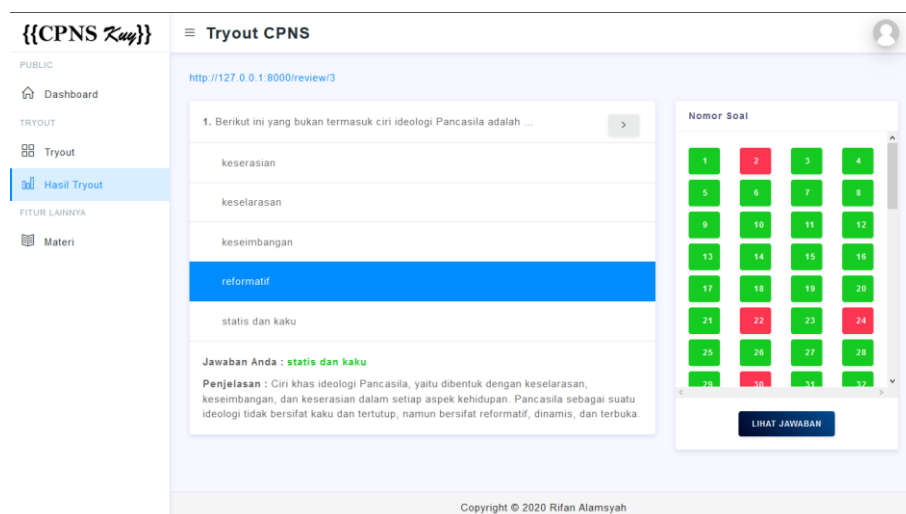 {{CPNS Kuy}}
Tryout CPNS
PUBLIC
Dashboard
TRYOUT
Tryout
Hasil Tryout
FITUR LAINNYA
Materi
http://127.0.0.1:8000/review/3
1. Berikut ini yang bukan termasuk ciri ideologi Pancasila adalah ...
keserasian
keselarasan
keseimbangan
reformatif
statis dan kaku
Jawaban Anda : statis dan kaku
Penjelasan : Ciri khas ideologi Pancasila, yaitu dibentuk dengan keselarasan,
keseimbangan, dan keserasian dalam setiap aspek kehidupan. Pancasila sebagai suatu
ideologi tidak bersifat kaku dan tertutup, namun bersifat reformatif, dinamis, dan terbuka.
Nomor Soal
1 2 3 4
5 6 7 8
9 10 11 12
13 14 15 16
17 18 19 20
21 22 23 24
25 26 27 28
29 30 31 32
LIHAT JAWABAN
Copyright © 2020 Rifan Alamsyah